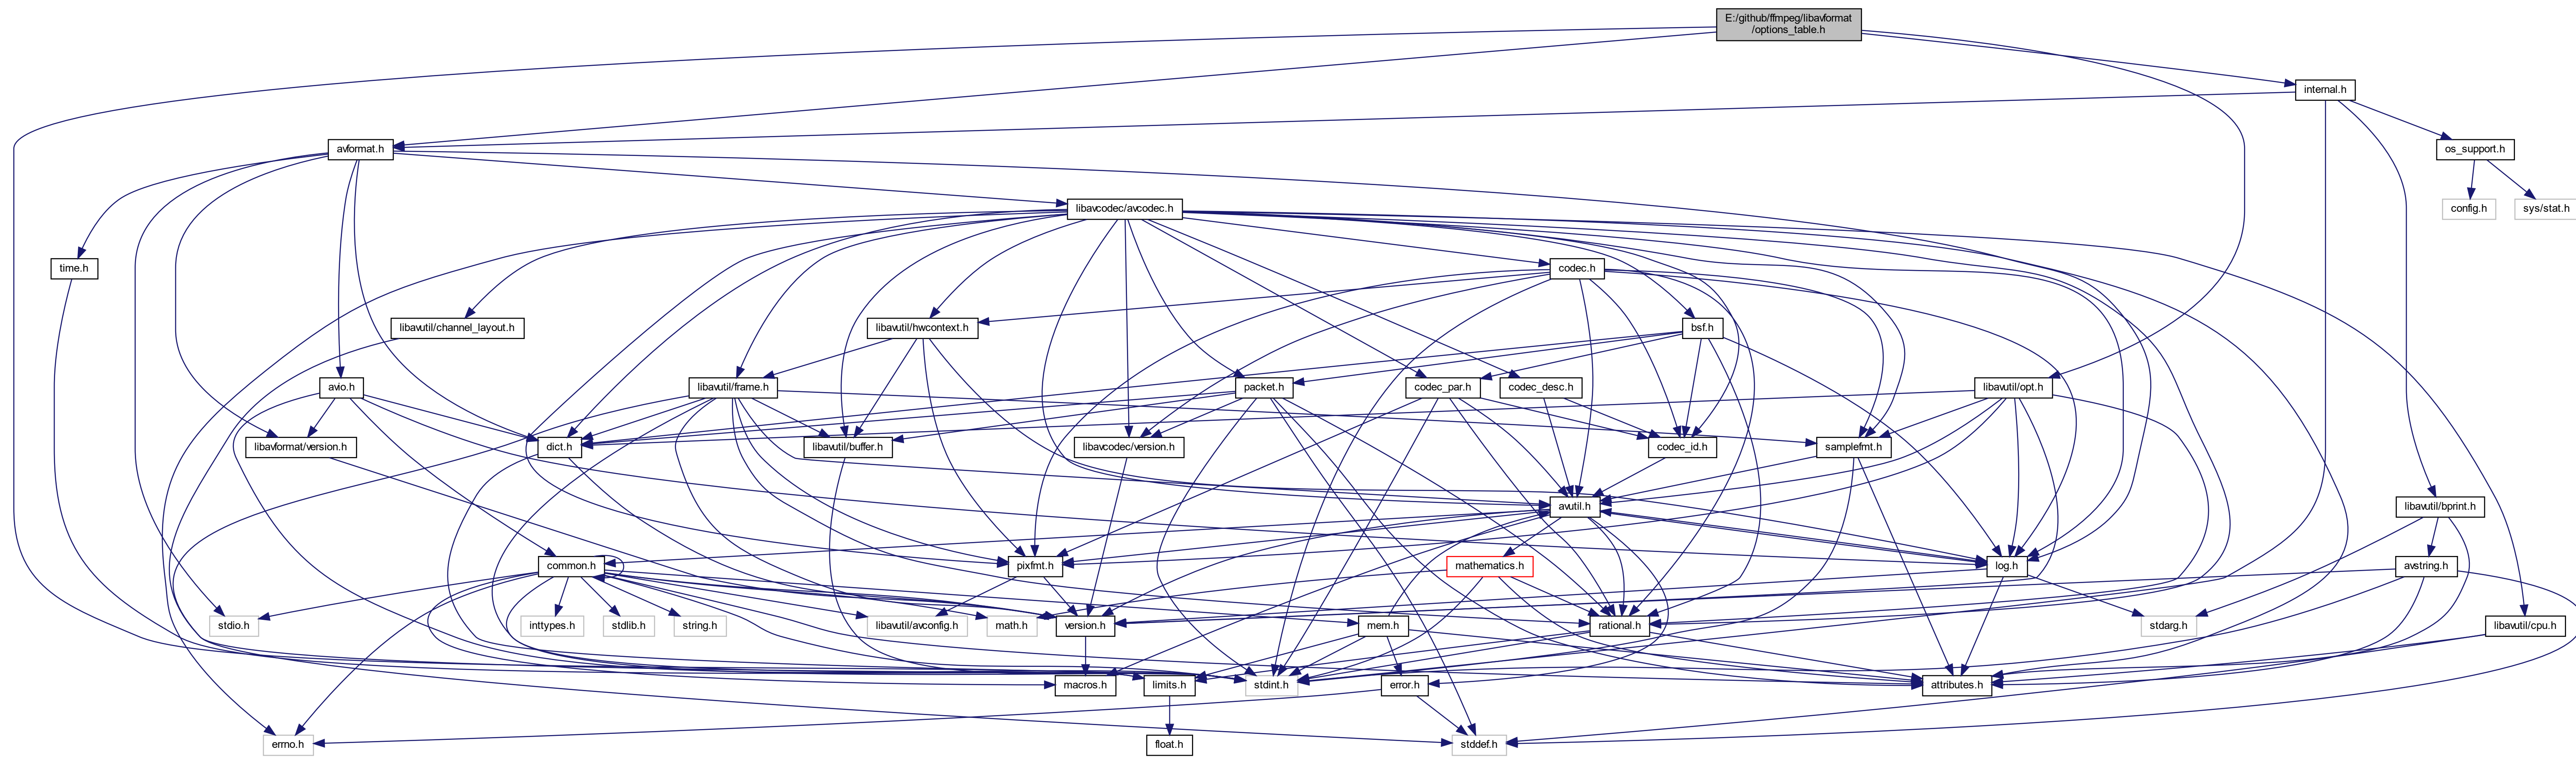 E:/github/ffmpeg/libavformat
/options_table.h
internal.h
avformat.h
os_support.h
libavcodec/avcodec.h
config.h
sys/stat.h
time.h
codec.h
libavutil/channel_layout.h
libavutil/hwcontext.h
bsf.h
avio.h
libavutil/frame.h
packet.h
codec_par.h
codec_desc.h
libavutil/opt.h
libavformat/version.h
dict.h
libavutil/buffer.h
libavcodec/version.h
codec_id.h
samplefmt.h
avutil.h
libavutil/bprint.h
common.h
pixfmt.h
mathematics.h
log.h
avstring.h
stdio.h
inttypes.h
stdlib.h
string.h
libavutil/avconfig.h
math.h
version.h
mem.h
rational.h
stdarg.h
libavutil/cpu.h
macros.h
limits.h
stdint.h
error.h
attributes.h
errno.h
float.h
stddef.h